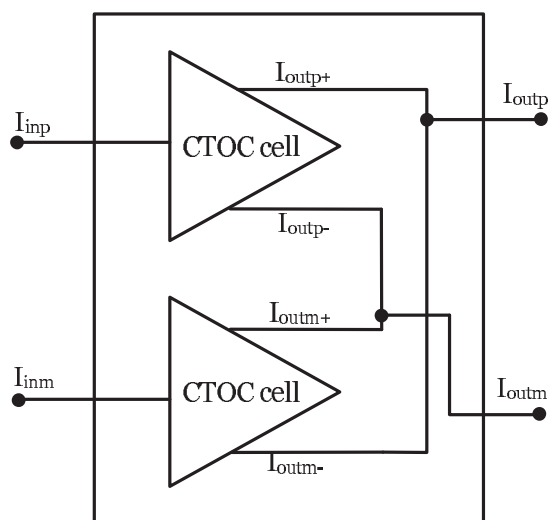 Ioutp+
Ioutp
Iinp
CTOC cell
Ioutp-
Ioutm+
Iinm
CTOC cell
Ioutm
Ioutm-